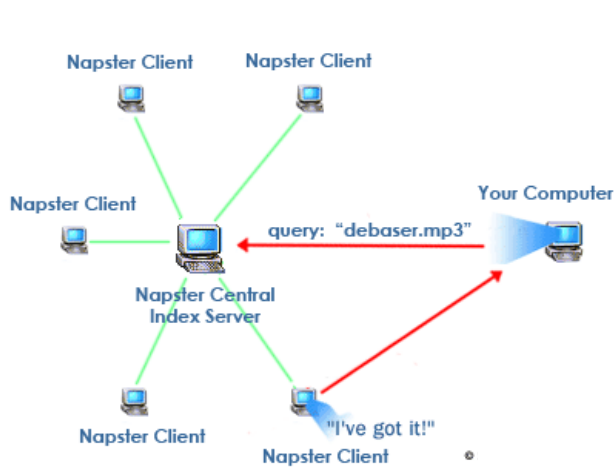 Napster Client
Napster Client
Your Computer
Napster Client
query: “debaser.mp3”
Napster Central
Index Server
"I've got it!"
Napster Client
Napster Client
©